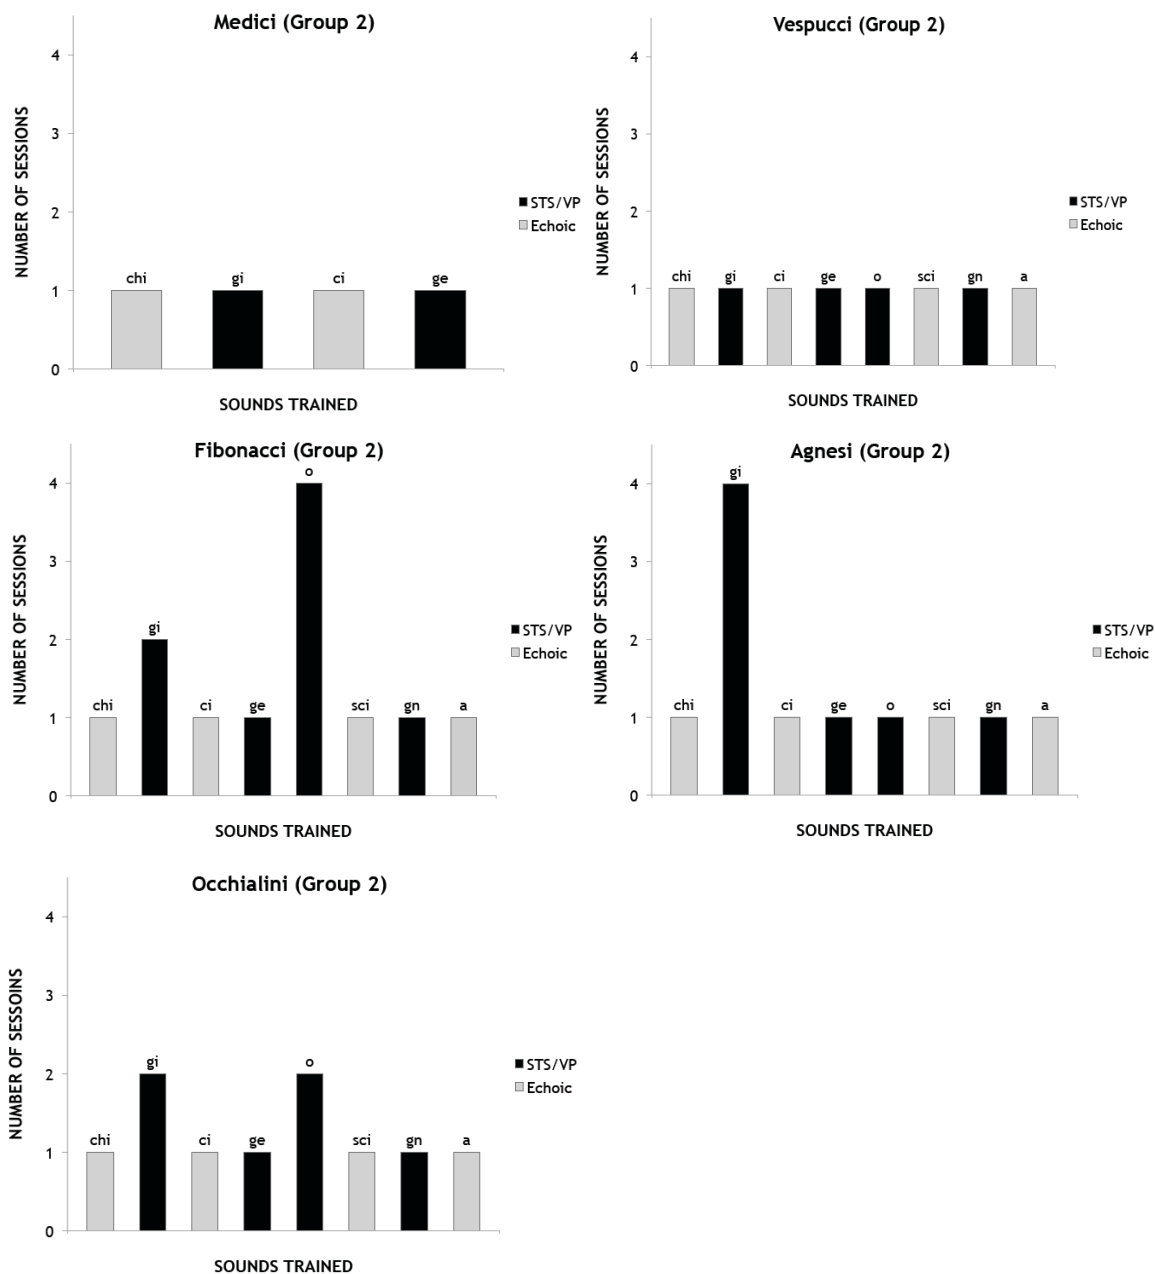 Medici (Group 2)
4
3
2
1
0
NUMBER OF SESSIONS
chi gi ci ge
STS/VP
Echoic
SOUNDS TRAINED
Vespucci (Group 2)
4
3
2
1
0
NUMBER OF SESSIONS
chi gi ci ge o sci gn a
STS/VP
Echoic
SOUNDS TRAINED
Fibonacci (Group 2)
4
3
2
1
0
NUMBER OF SESSIONS
o
gi
chi ci ge sci gn a
STS/VP
Echoic
SOUNDS TRAINED
Agnesi (Group 2)
4
3
2
1
0
NUMBER OF SESSIONS
gi
chi ci ge o sci gn a
STS/VP
Echoic
SOUNDS TRAINED
Occhialini (Group 2)
4
3
2
1
0
NUMBER OF SESSOINS
gi o
chi ci ge sci gn a
STS/VP
Echoic
SOUNDS TRAINED